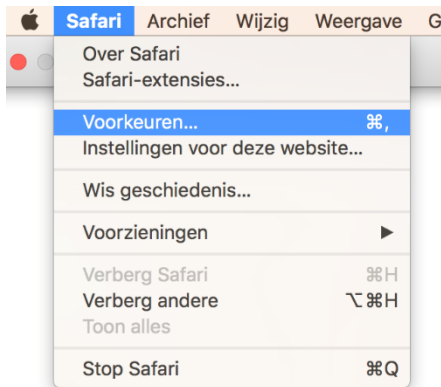 Safari Archief Wijzig Weergave G
Over Safari
Safari-extensies...
Voorkeuren... ⌘,
Instellingen voor deze website...
Wis geschiedenis...
Voorzieningen ▶
Verberg Safari ⌘H
Verberg andere ⌥⌘H
Toon alles
Stop Safari ⌘Q